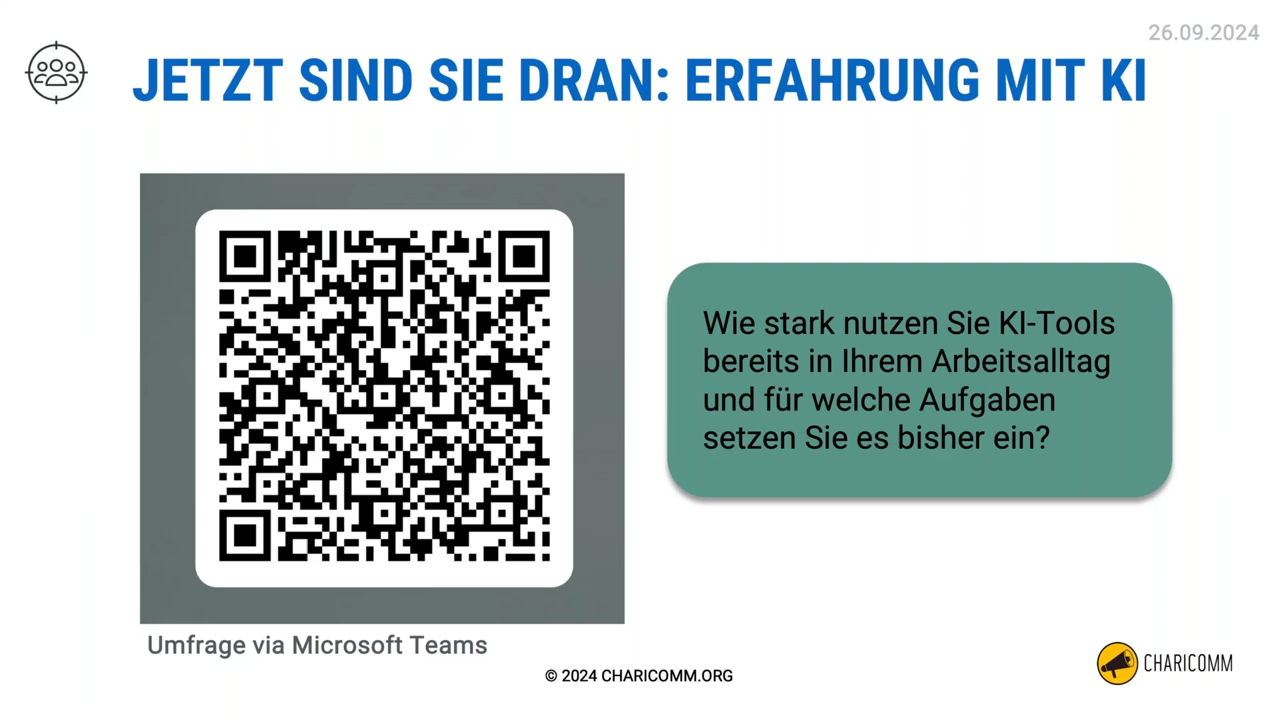 26.09.2024
JETZT SIND SIE DRAN: ERFAHRUNG MIT KI
Wie stark nutzen Sie KI-Tools
bereits in Ihrem Arbeitsalltag
und für welche Aufgaben
setzen Sie es bisher ein?
Umfrage via Microsoft Teams
© 2024 CHARICOMM.ORG
CHARICOMM